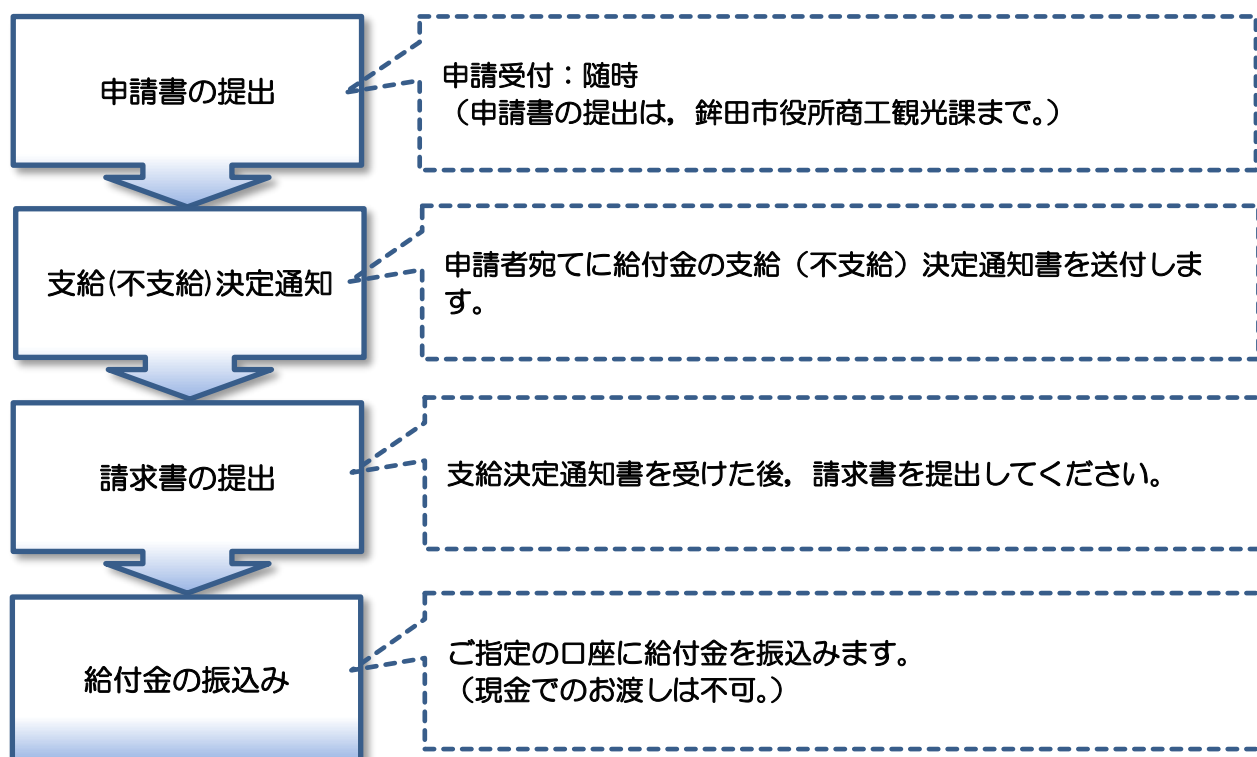 申請書の提出
申請受付：随時
（申請書の提出は，鉾田市役所商工観光課まで。）
支給(不支給)決定通知
申請者宛てに給付金の支給（不支給）決定通知書を送付しま
す。
請求書の提出
支給決定通知書を受けた後，請求書を提出してください。
給付金の振込み
ご指定の口座に給付金を振込みます。
（現金でのお渡しは不可。）